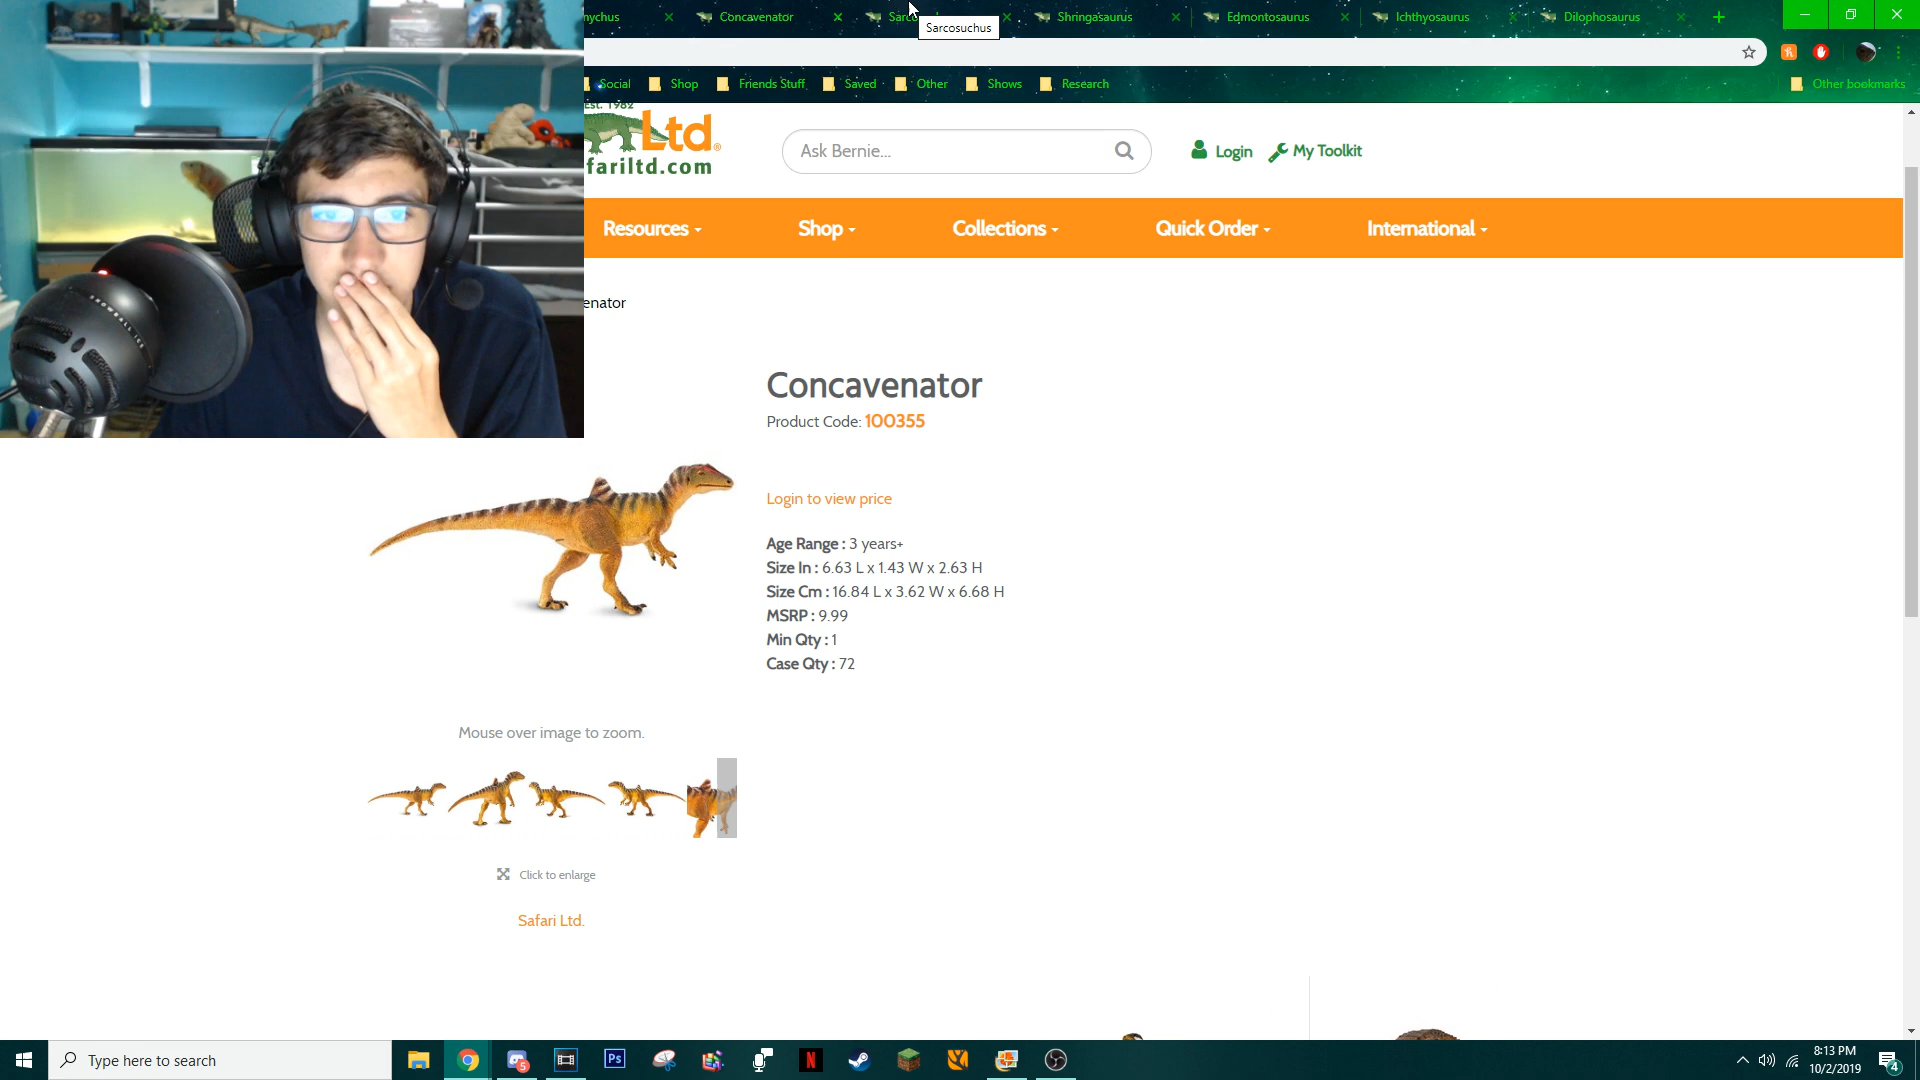 nychus Concavenator Sarc Shringasaurus Edmontosaurus Ichthyosaurus Dilophosaurus
Sarcosuchus
Social Shop Friends Stuff Saved Other Shows Research Other bookmarks
Est. 1982
Ltd®
fariltd.com
Ask Bernie...
Login My Toolkit
Resources Shop Collections Quick Order International
enator
Concavenator
Product Code: 100355
Login to view price
Age Range : 3 years+
Size In : 6.63 L x 1.43 W x 2.63 H
Size Cm : 16.84 L x 3.62 W x 6.68 H
MSRP : 9.99
Min Qty : 1
Case Qty : 72
Mouse over image to zoom.
Click to enlarge
Safari Ltd.
Type here to search
5
Ps
N
8:13 PM
10/2/2019
4